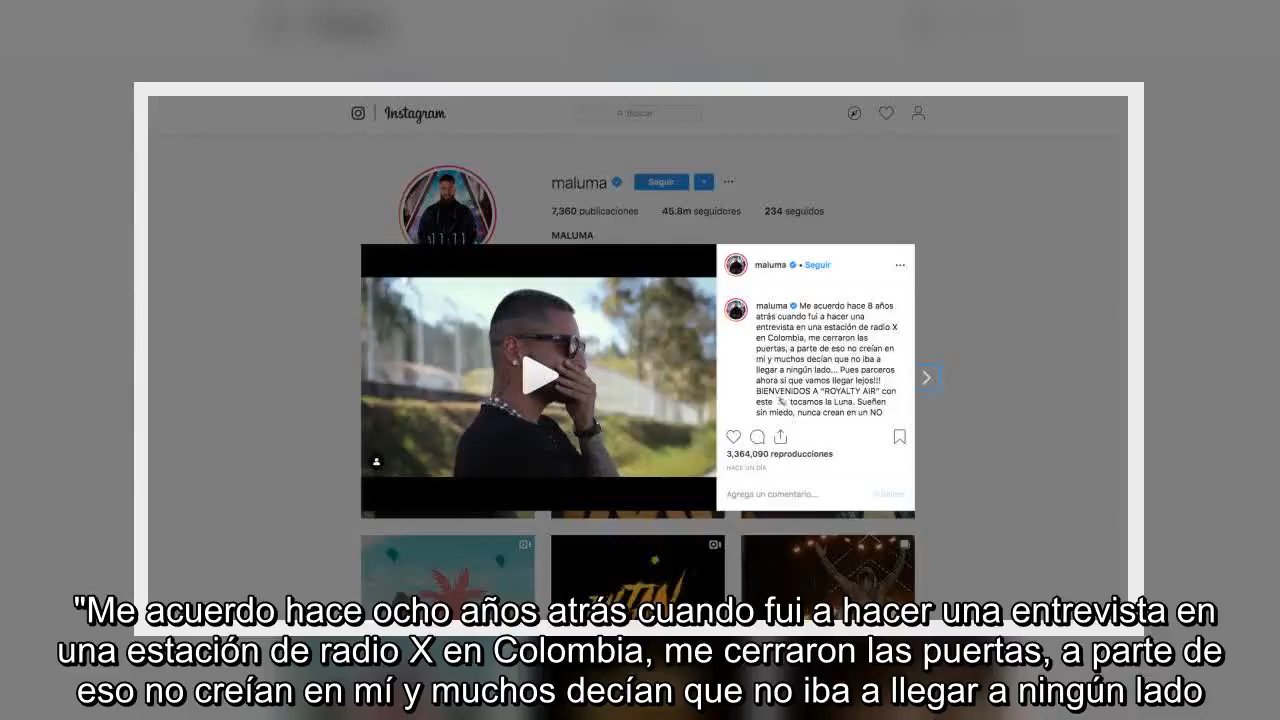 Instagram
Buscar
maluma
Seguir
7,360 publicaciones 45.8m seguidores 234 seguidos
MALUMA
11:11
maluma • Seguir
maluma Me acuerdo hace 8 años
atrás cuando fui a hacer una
entrevista en una estación de radio X
en Colombia, me cerraron las
puertas, a parte de eso no creían en
mi y muchos decían que no iba a
llegar a ningún lado... Pues parceros
ahora si que vamos llegar lejos!!!
BIENVENIDOS A “ROYALTY AIR” con
este 🛩 tocamos la Luna. Sueñen
sin miedo, nunca crean en un NO
3,364,090 reproducciones
HACE UN DÍA
Agrega un comentario...
"Me acuerdo hace ocho años atrás cuando fui a hacer una entrevista en
una estación de radio X en Colombia, me cerraron las puertas, a parte de
eso no creían en mí y muchos decían que no iba a llegar a ningún lado